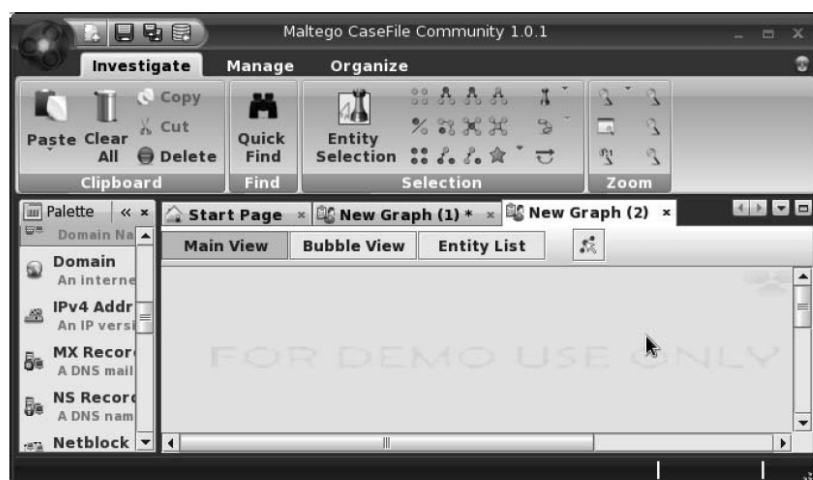 Maltego CaseFile Community 1.0.1
Investigate Manage Organize
Paste
Clear All
Copy
Cut
Delete
Quick Find
Entity Selection
Clipboard Find Selection Zoom
Palette
Start Page
New Graph (1) *
New Graph (2)
Domain Na
Main View Bubble View Entity List
Domain
An interne
IPv4 Addr
An IP versi
MX Recor
A DNS mail
NS Record
A DNS nam
Netblock
FOR DEMO USE ONLY